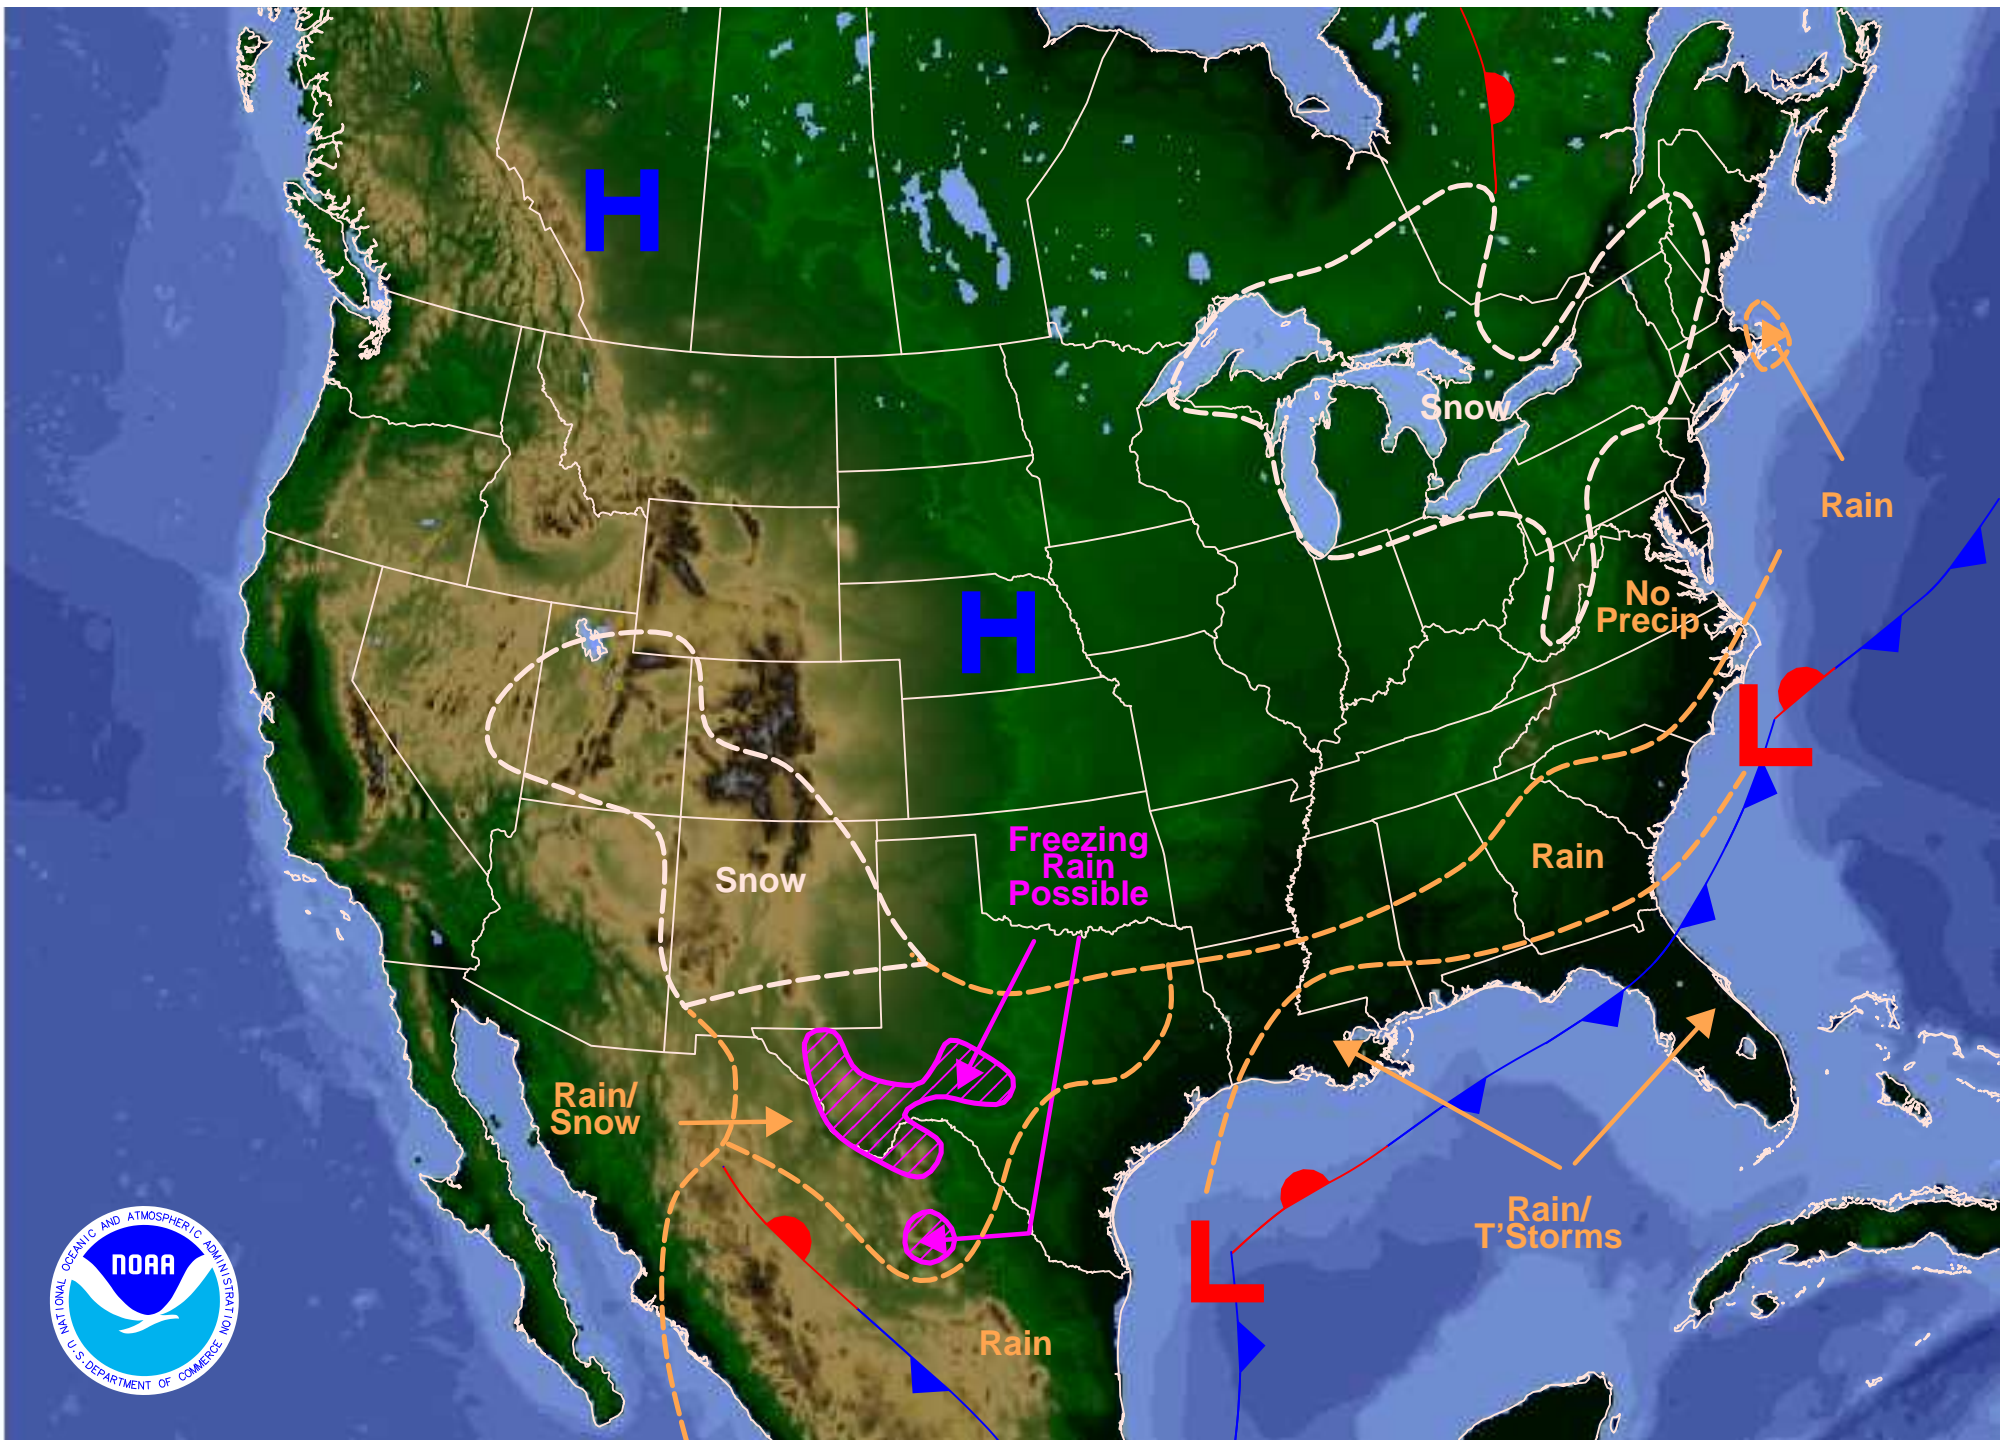 H
Snow
Rain
H
No
Precip
L
Freezing
Rain
Possible
Rain
Snow
Rain/
Snow
Rain/
T'Storms
L
Rain
NATIONAL OCEANIC AND ATMOSPHERIC ADMINISTRATION
NOAA
U.S. DEPARTMENT OF COMMERCE